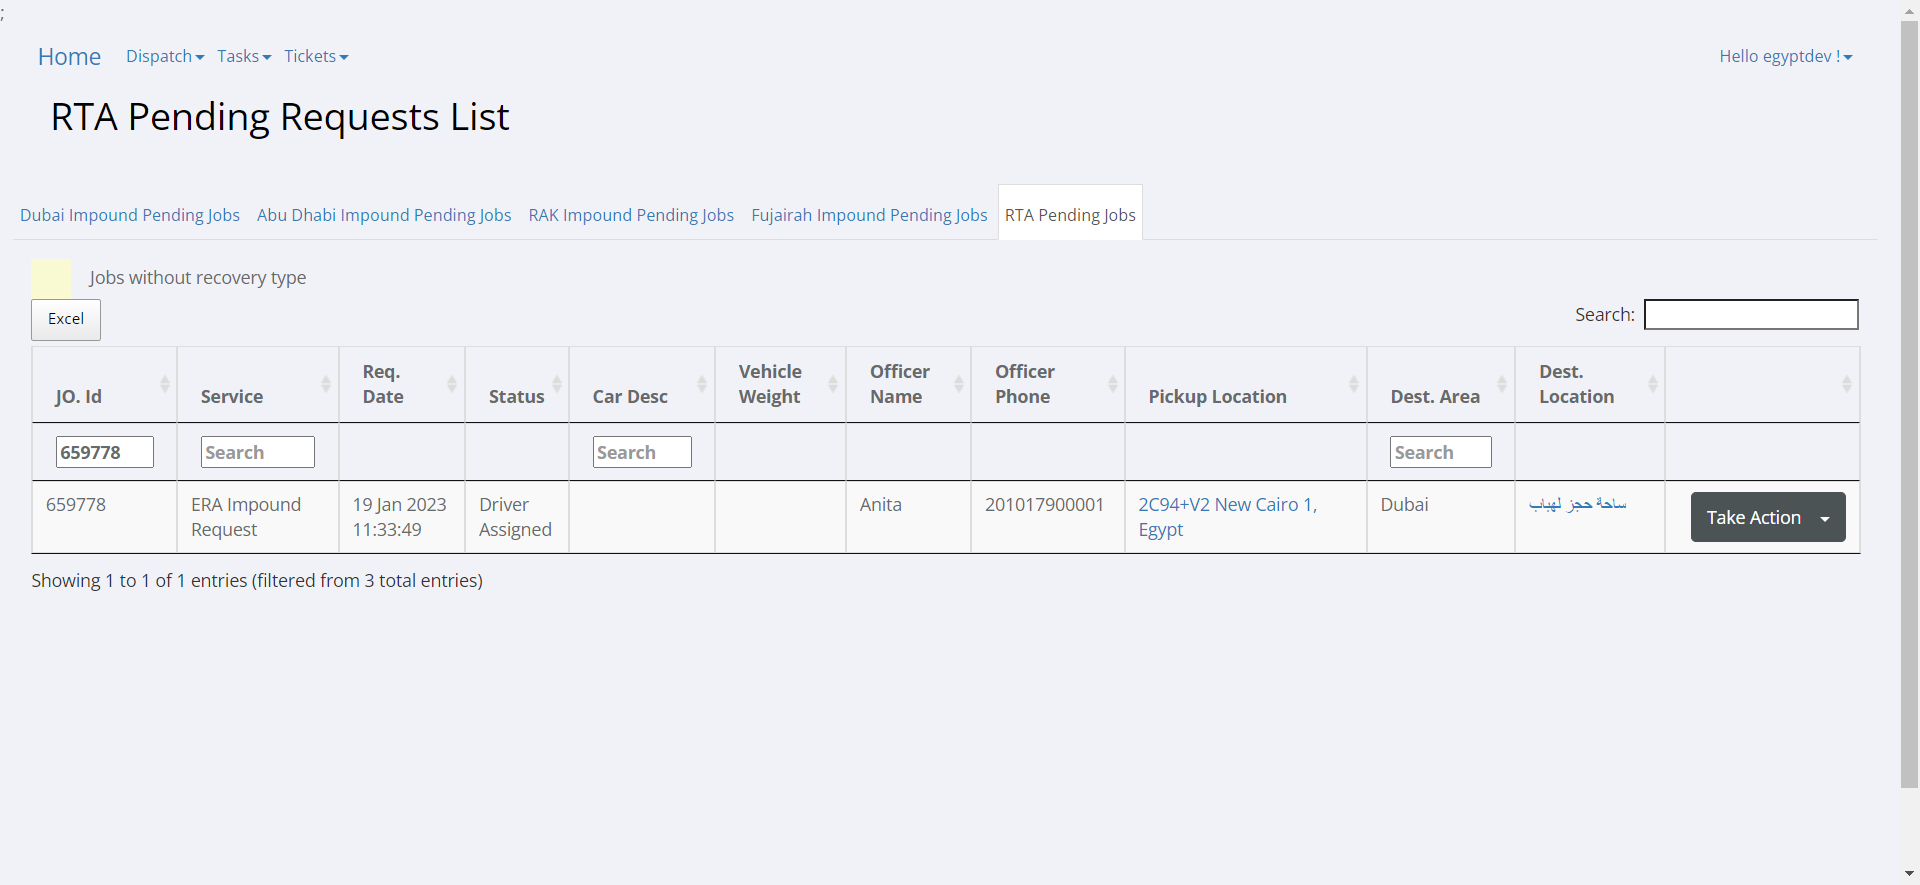 ;
Home Dispatch Tasks Tickets Hello egyptdev !
RTA Pending Requests List
Dubai Impound Pending Jobs Abu Dhabi Impound Pending Jobs RAK Impound Pending Jobs Fujairah Impound Pending Jobs RTA Pending Jobs
Jobs without recovery type
Excel Search:
JO. Id Service Req. Date Status Car Desc Vehicle Weight Officer Name Officer Phone Pickup Location Dest. Area Dest. Location
659778 Search Search Search
659778 ERA Impound Request 19 Jan 2023 11:33:49 Driver Assigned Anita 201017900001 2C94+V2 New Cairo 1, Egypt Dubai ساحة حجز لهباب Take Action
Showing 1 to 1 of 1 entries (filtered from 3 total entries)